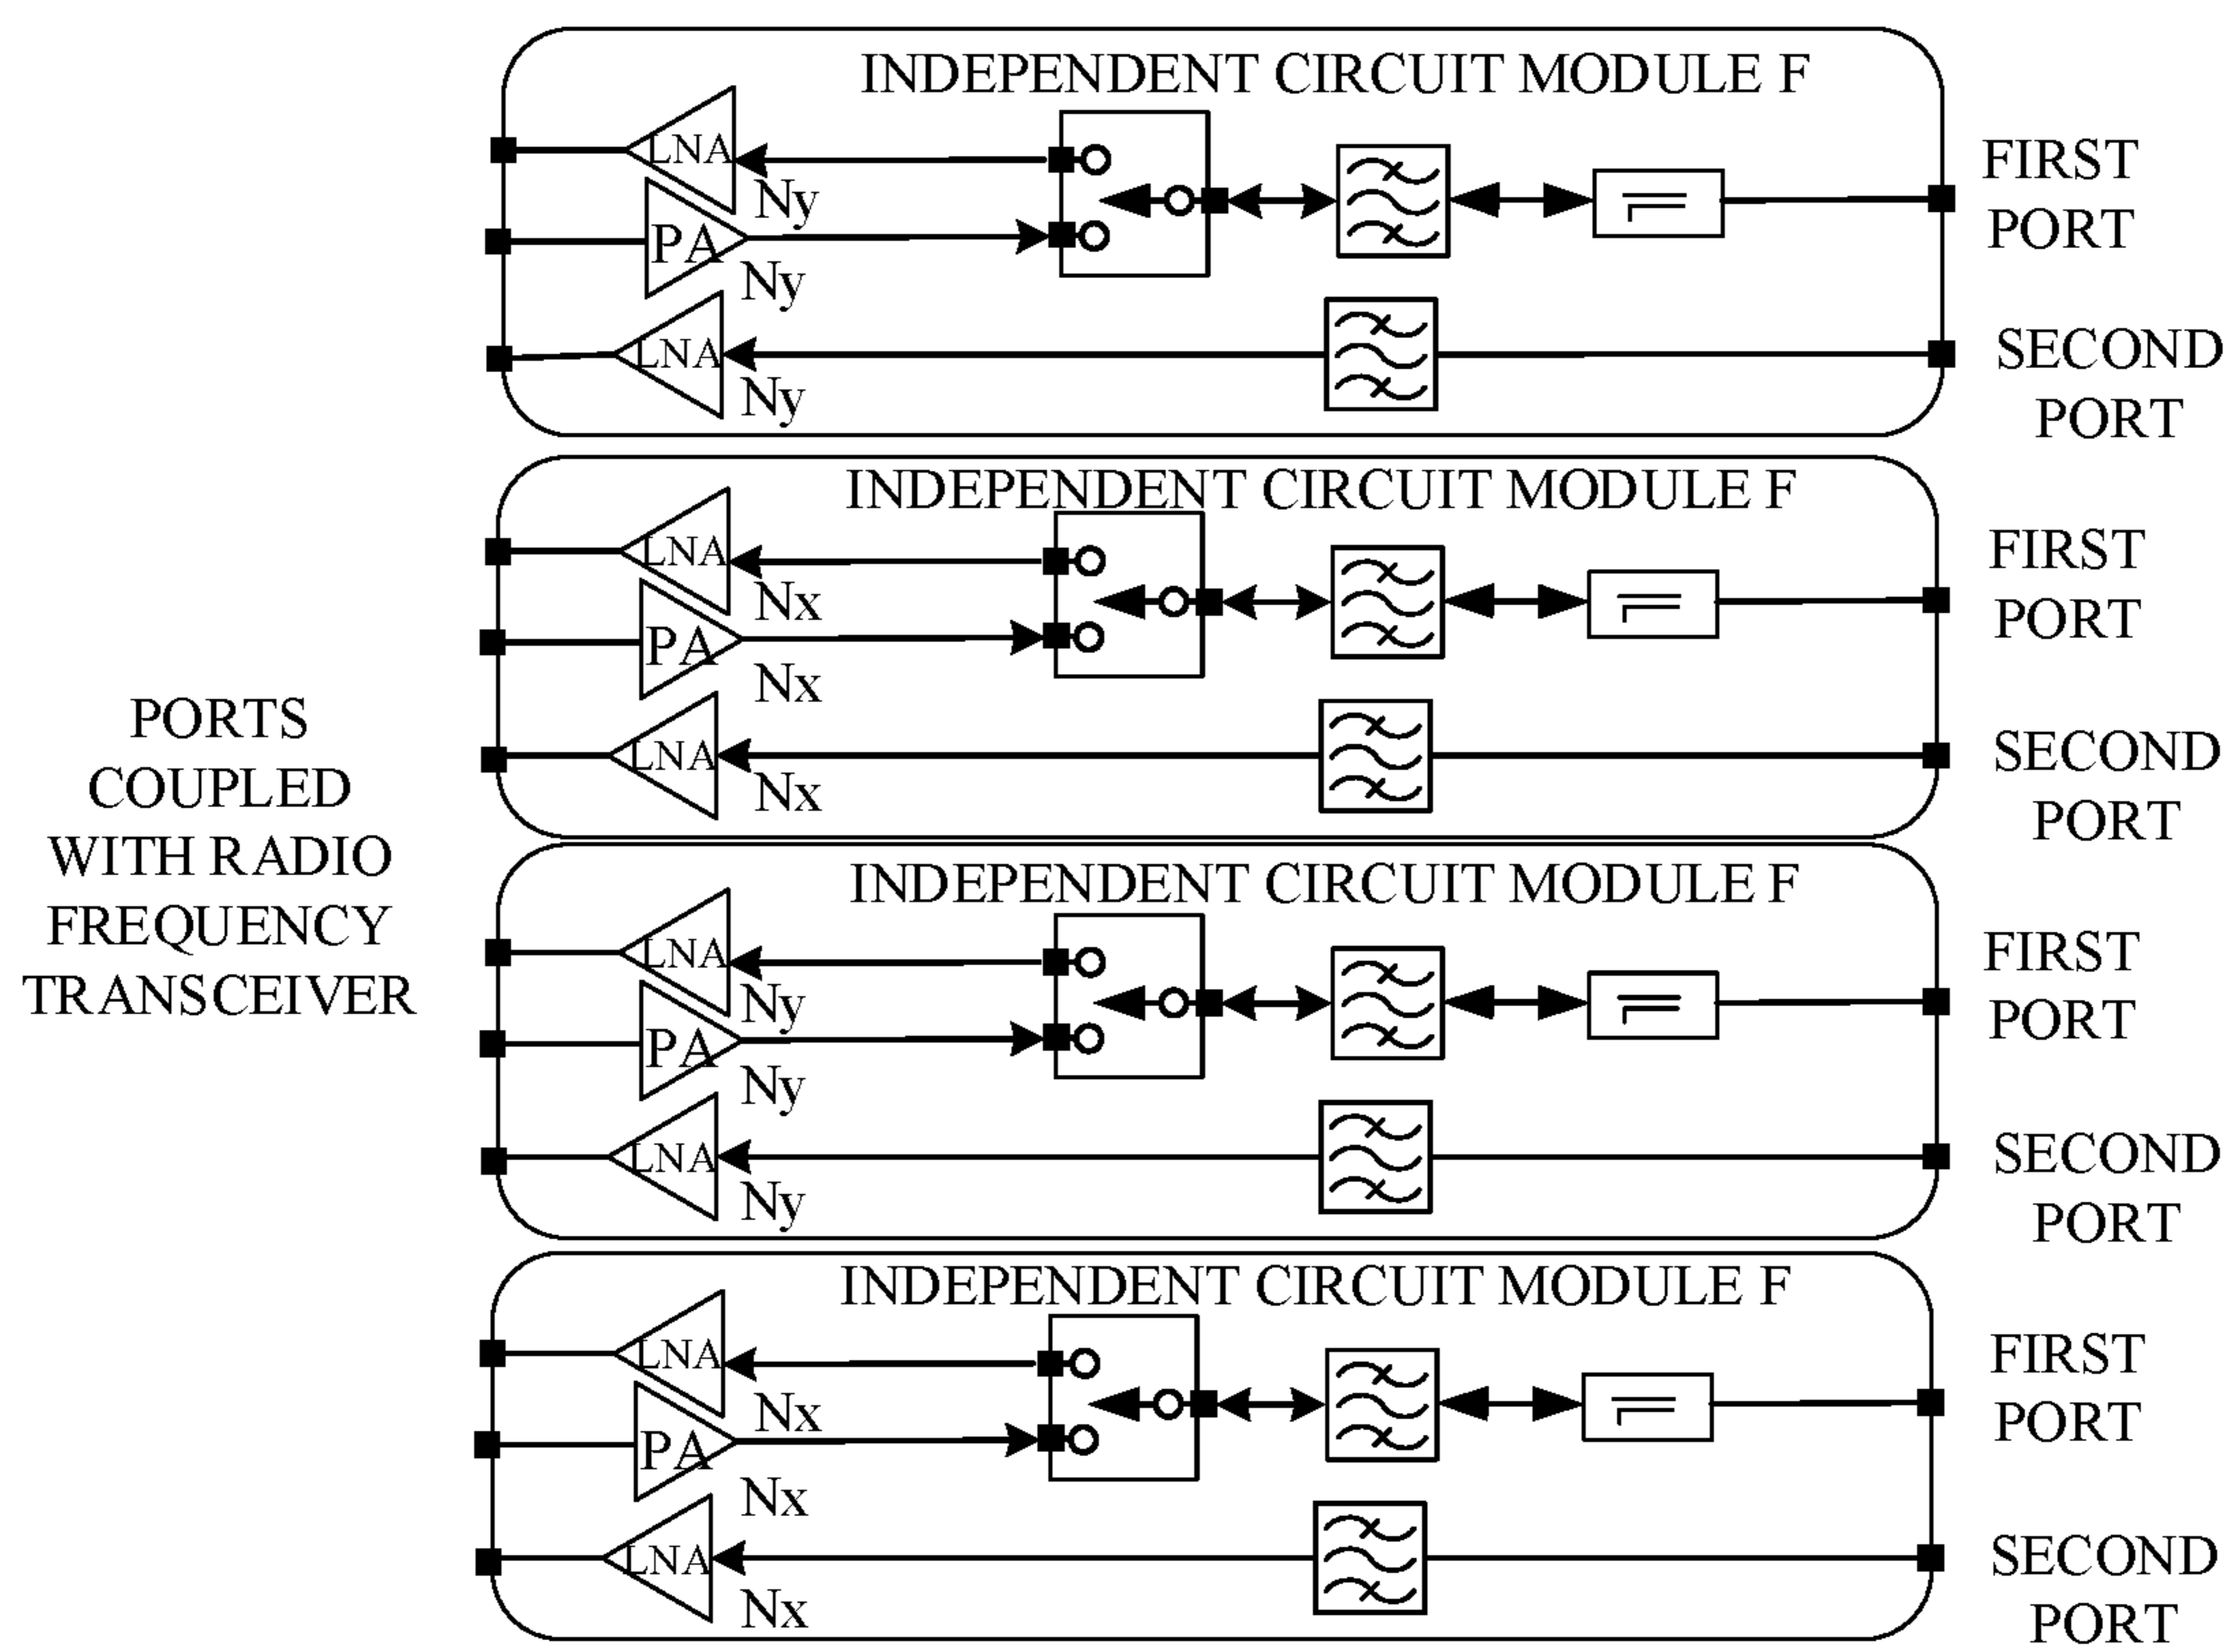 INDEPENDENT CIRCUIT MODULE F
LNA
Ny
PA
Ny
LNA
Ny
FIRST
PORT
SECOND
PORT
INDEPENDENT CIRCUIT MODULE F
LNA
Nx
PA
Nx
LNA
Nx
FIRST
PORT
SECOND
PORT
PORTS
COUPLED
WITH RADIO
FREQUENCY
TRANSCEIVER
INDEPENDENT CIRCUIT MODULE F
LNA
Ny
PA
Ny
LNA
Ny
FIRST
PORT
SECOND
PORT
INDEPENDENT CIRCUIT MODULE F
LNA
Nx
PA
Nx
LNA
Nx
FIRST
PORT
SECOND
PORT